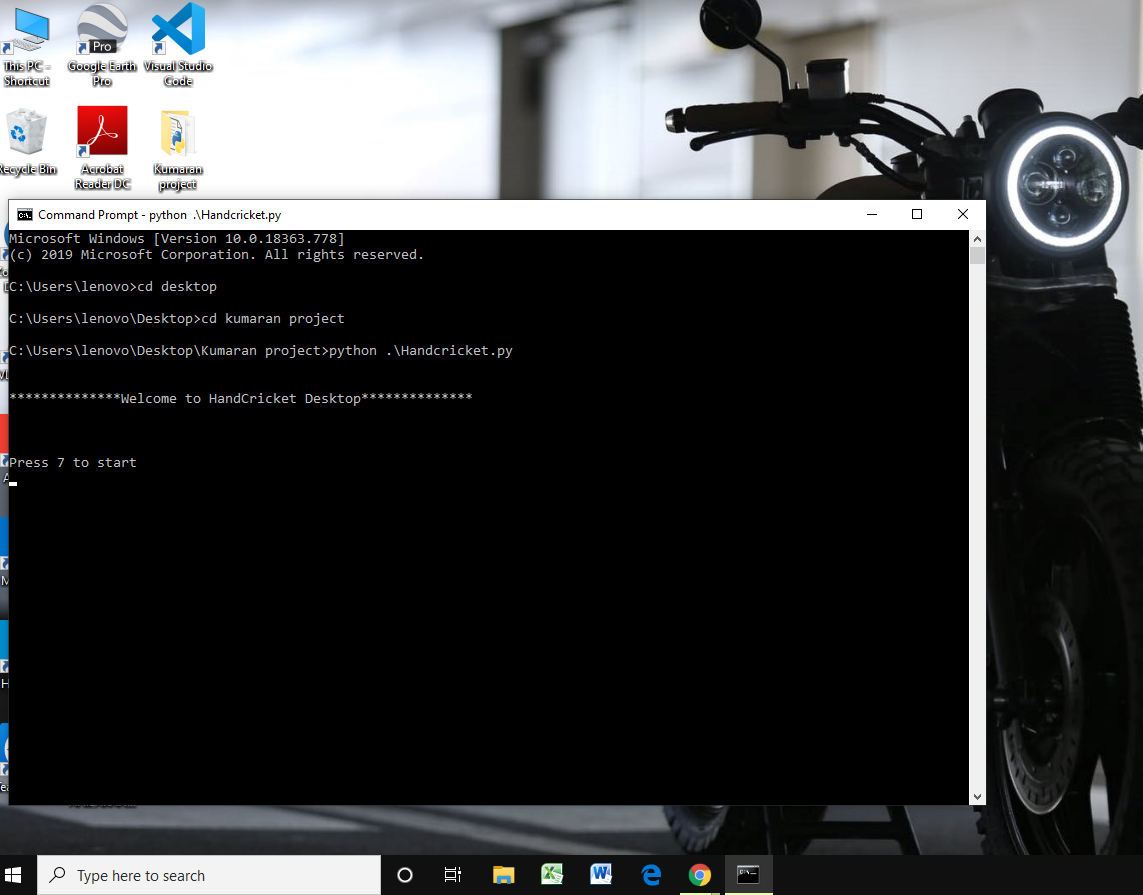 This PC -
Shortcut
Pro
Google Earth
Pro
Visual Studio
Code
Recycle Bin
Acrobat
Reader DC
Kumaran
project
Command Prompt - python .\Handcricket.py
Microsoft Windows [Version 10.0.18363.778]
(c) 2019 Microsoft Corporation. All rights reserved.
C:\Users\lenovo>cd desktop
C:\Users\lenovo\Desktop>cd kumaran project
C:\Users\lenovo\Desktop\Kumaran project>python .\Handcricket.py
**************Welcome to HandCricket Desktop**************
Press 7 to start
Type here to search